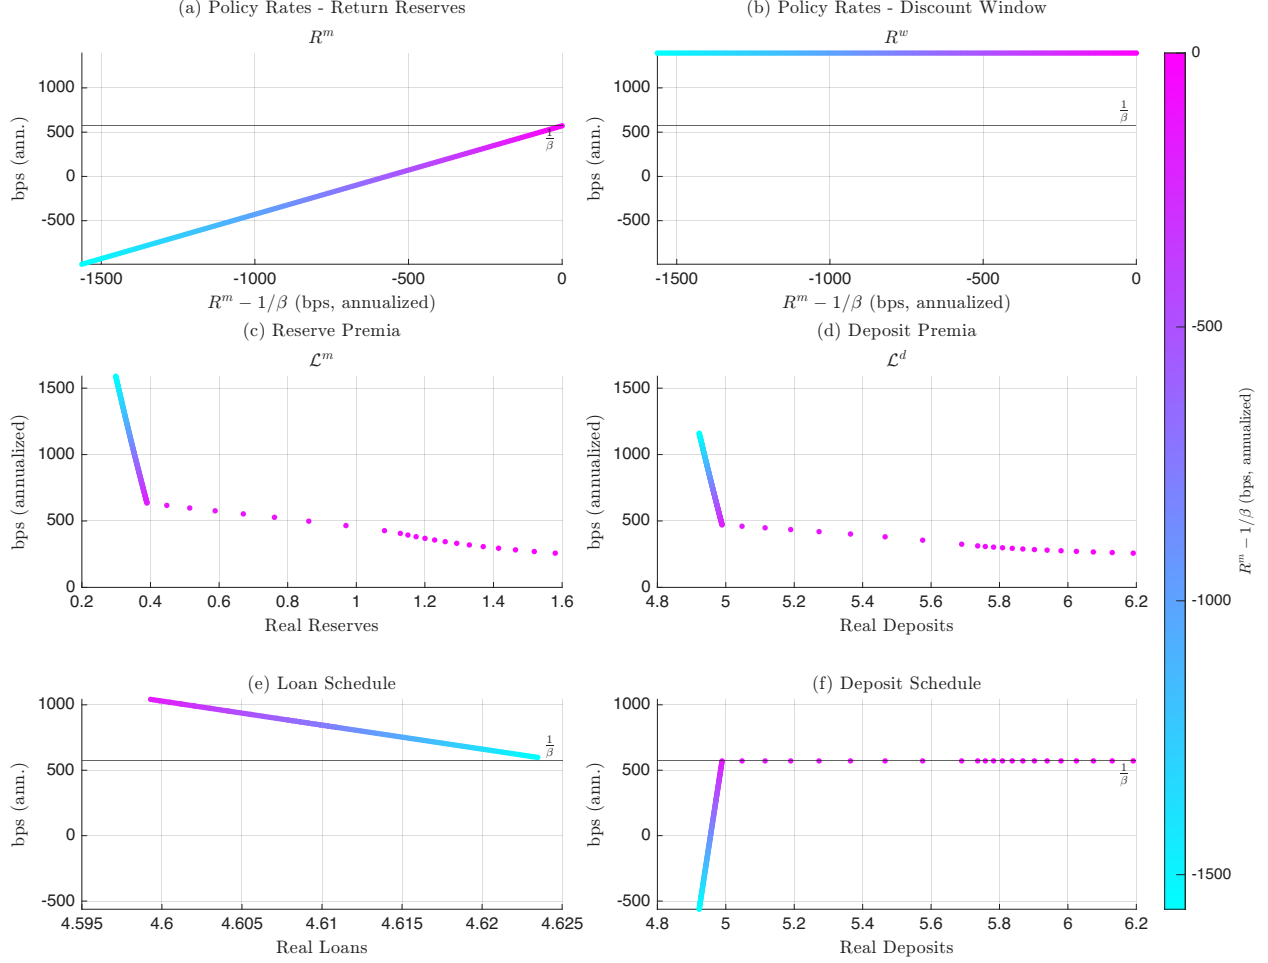 (a) Policy Rates - Return Reserves
R^m
bps (ann.)
1000
500
0
-500
1/β
-1500
-1000
-500
0
R^m − 1/β (bps, annualized)
(b) Policy Rates - Discount Window
R^w
bps (ann.)
1000
500
0
-500
1/β
-1500
-1000
-500
0
R^m − 1/β (bps, annualized)
(c) Reserve Premia
ℒ^m
bps (annualized)
1500
1000
500
0
0.2
0.4
0.6
0.8
1
1.2
1.4
1.6
Real Reserves
(d) Deposit Premia
ℒ^d
bps (annualized)
1500
1000
500
0
4.8
5
5.2
5.4
5.6
5.8
6
6.2
Real Deposits
(e) Loan Schedule
bps (ann.)
1000
500
0
-500
1/β
4.595
4.6
4.605
4.61
4.615
4.62
4.625
Real Loans
(f) Deposit Schedule
bps (ann.)
1000
500
0
-500
1/β
4.8
5
5.2
5.4
5.6
5.8
6
6.2
Real Deposits
0
-500
-1000
-1500
R^m − 1/β (bps, annualized)